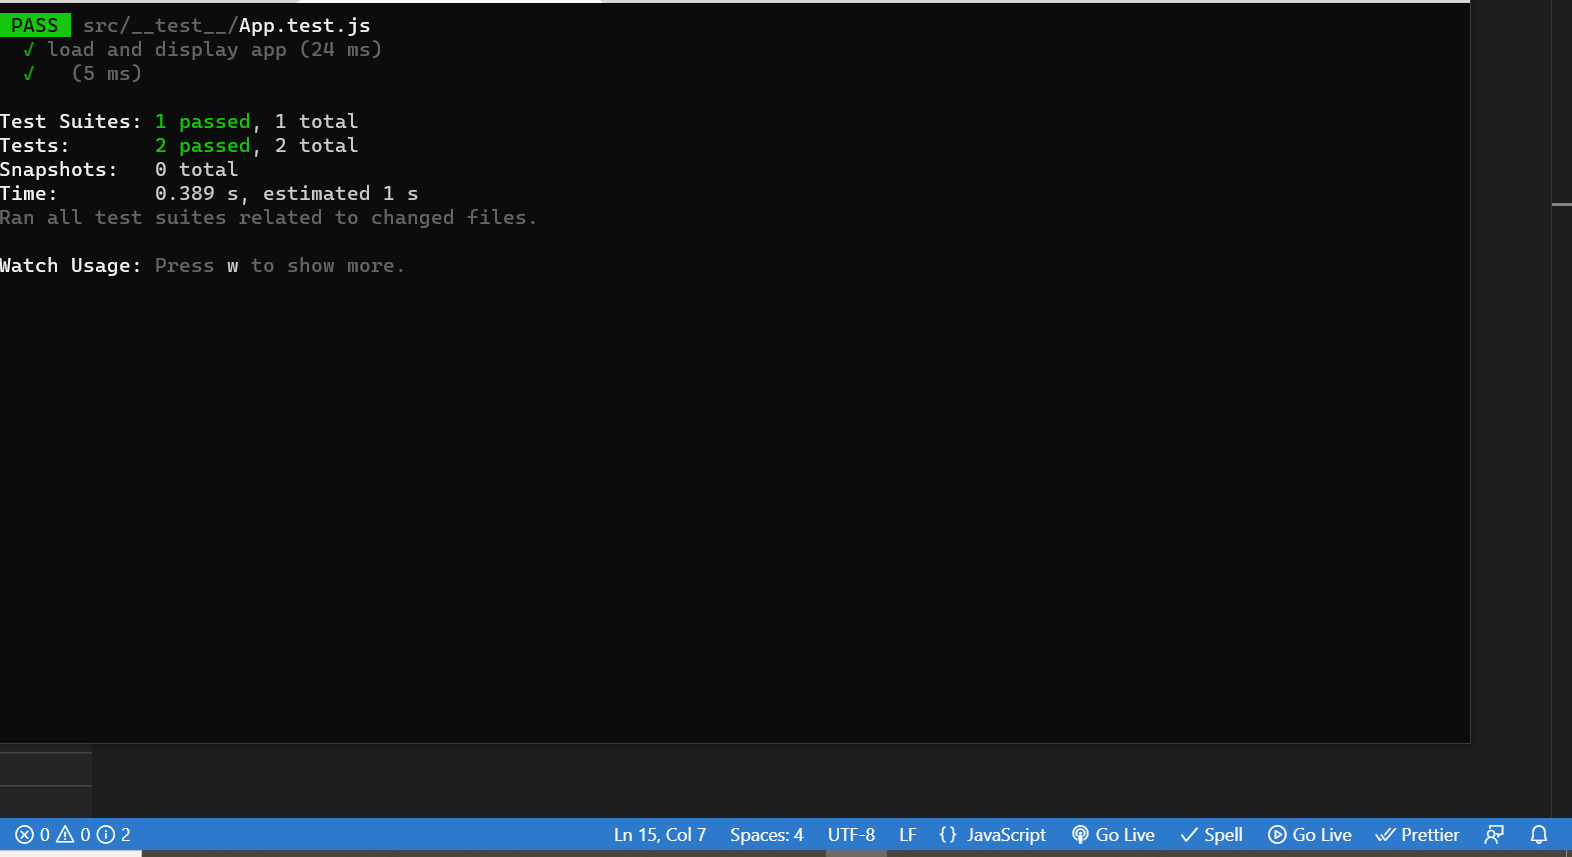 PASS src/__test__/App.test.js
√ load and display app (24 ms)
√ (5 ms)
Test Suites: 1 passed, 1 total
Tests: 2 passed, 2 total
Snapshots: 0 total
Time: 0.389 s, estimated 1 s
Ran all test suites related to changed files.
Watch Usage: Press w to show more.
0 0 2 Ln 15, Col 7 Spaces: 4 UTF-8 LF {} JavaScript Go Live Spell Go Live Prettier